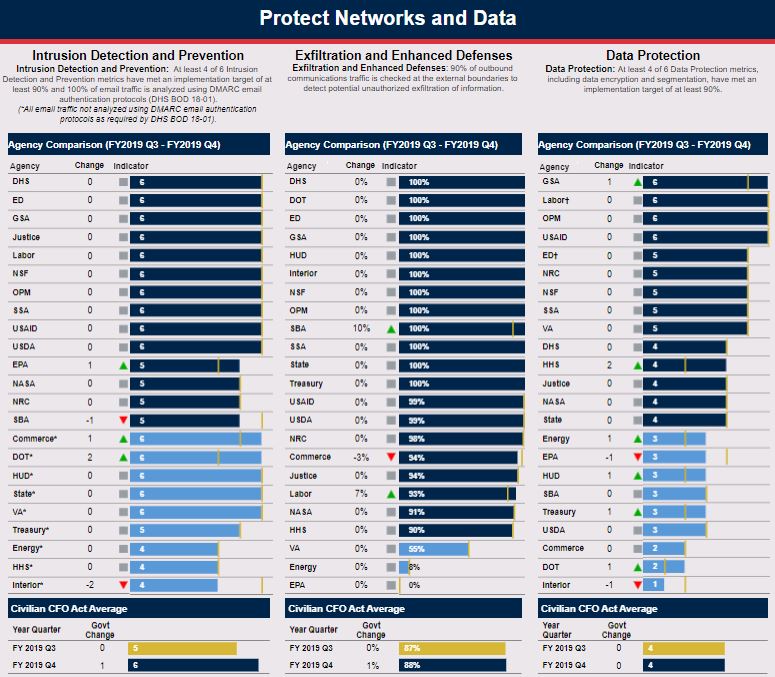 Protect Networks and Data
Intrusion Detection and Prevention
Intrusion Detection and Prevention: At least 4 of 6 Intrusion
Detection and Prevention metrics have met an implementation target of at
least 90% and 100% of email traffic is analyzed using DMARC email
authentication protocols (DHS BOD 18-01).
(*All email traffic not analyzed using DMARC email authentication
protocols as required by DHS BOD 18-01).
Agency Comparison (FY2019 Q3 - FY2019 Q4)
Agency Change Indicator
DHS 0 6
ED 0 6
GSA 0 6
Justice 0 6
Labor 0 6
NSF 0 6
OPM 0 6
SSA 0 6
USAID 0 6
USDA 0 6
EPA 1 5
NASA 0 5
NRC 0 5
SBA -1 5
Commerce* 1 6
DOT* 2 6
HUD* 0 6
State* 0 6
VA* 0 6
Treasury* 0 5
Energy* 0 4
HHS* 0 4
Interior* -2 4
Civilian CFO Act Average
Year Quarter Govt
Change
FY 2019 Q3 0 5
FY 2019 Q4 1 6
Exfiltration and Enhanced Defenses
Exfiltration and Enhanced Defenses: 90% of outbound
communications traffic is checked at the external boundaries to
detect potential unauthorized exfiltration of information.
Agency Comparison (FY2019 Q3 - FY2019 Q4)
Agency Change Indicator
DHS 0% 100%
DOT 0% 100%
ED 0% 100%
GSA 0% 100%
HUD 0% 100%
Interior 0% 100%
NSF 0% 100%
OPM 0% 100%
SBA 10% 100%
SSA 0% 100%
State 0% 100%
Treasury 0% 100%
USAID 0% 99%
USDA 0% 99%
NRC 0% 98%
Commerce -3% 94%
Justice 0% 94%
Labor 7% 93%
NASA 0% 91%
HHS 0% 90%
VA 0% 55%
Energy 0% 8%
EPA 0% 0%
Civilian CFO Act Average
Year Quarter Govt
Change
FY 2019 Q3 0% 87%
FY 2019 Q4 1% 88%
Data Protection
Data Protection: At least 4 of 6 Data Protection metrics,
including data encryption and segmentation, have met an
implementation target of at least 90%.
Agency Comparison (FY2019 Q3 - FY2019 Q4)
Agency Change Indicator
GSA 1 6
Labor† 0 6
OPM 0 6
USAID 0 6
ED† 0 5
NRC 0 5
NSF 0 5
SSA 0 5
VA 0 5
DHS 0 4
HHS 2 4
Justice 0 4
NASA 0 4
State 0 4
Energy 1 3
EPA -1 3
HUD 1 3
SBA 0 3
Treasury 1 3
USDA 0 3
Commerce 0 2
DOT 1 2
Interior -1 1
Civilian CFO Act Average
Year Govt
Quarter Change
FY 2019 Q3 0 4
FY 2019 Q4 0 4